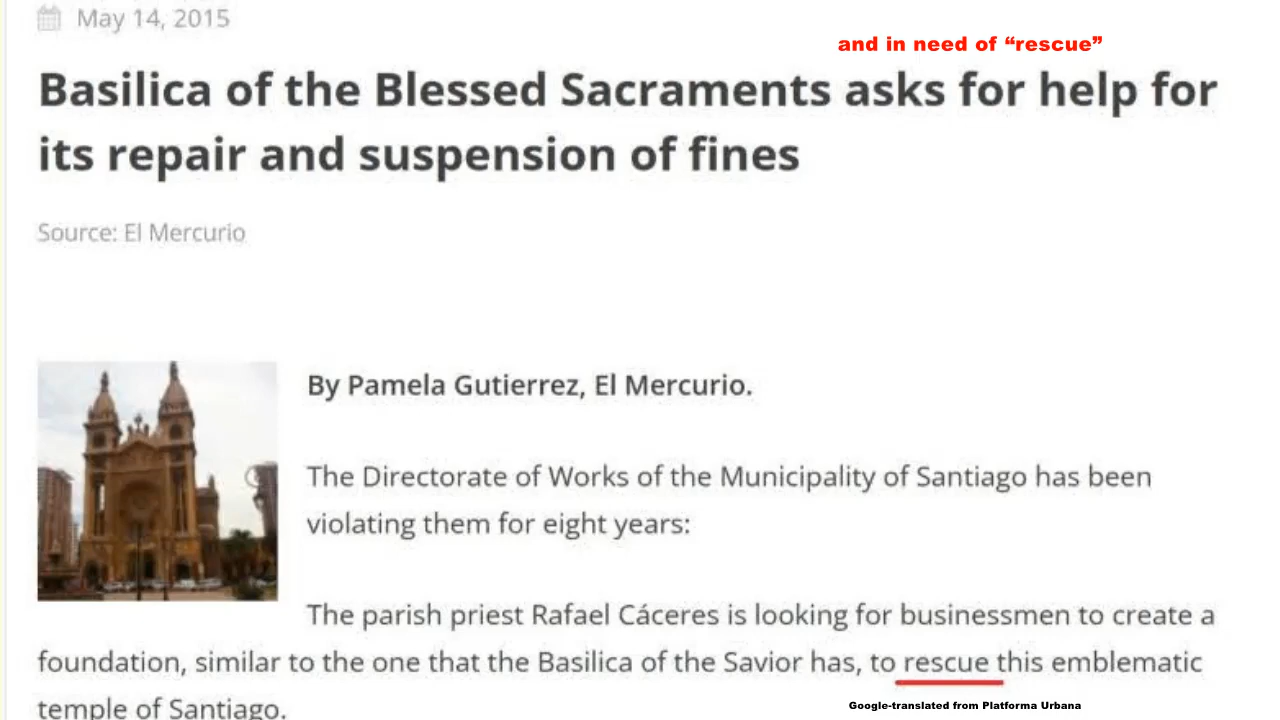 May 14, 2015
and in need of “rescue”
Basilica of the Blessed Sacraments asks for help for
its repair and suspension of fines
Source: El Mercurio
By Pamela Gutierrez, El Mercurio.
The Directorate of Works of the Municipality of Santiago has been
violating them for eight years:
The parish priest Rafael Cáceres is looking for businessmen to create a
foundation, similar to the one that the Basilica of the Savior has, to rescue this emblematic
temple of Santiago.
Google-translated from Platforma Urbana